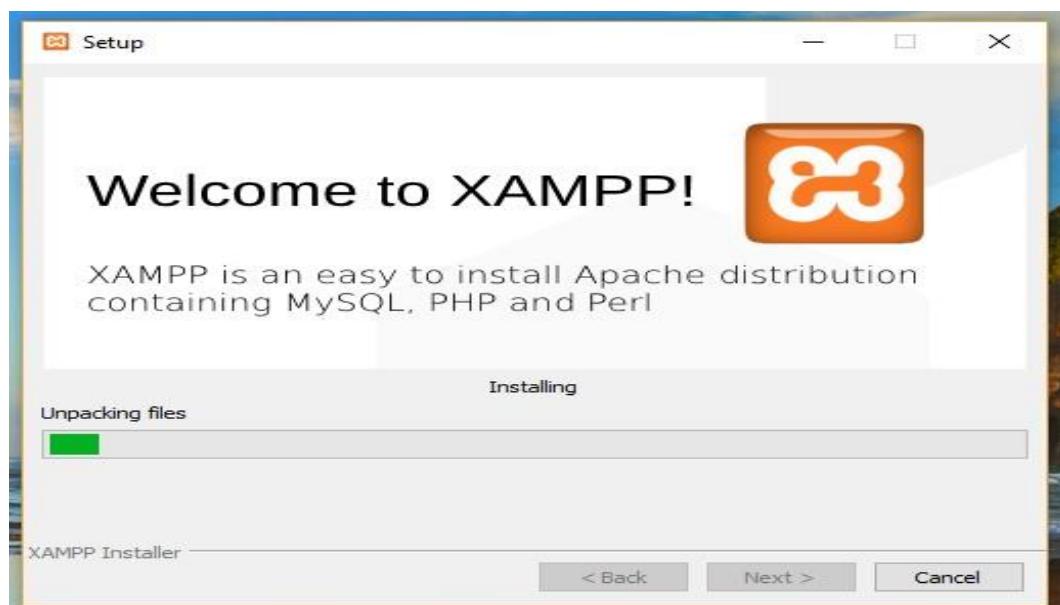 Setup
Welcome to XAMPP!
XAMPP is an easy to install Apache distribution
containing MySQL, PHP and Perl
Installing
Unpacking files
XAMPP Installer
< Back
Next >
Cancel